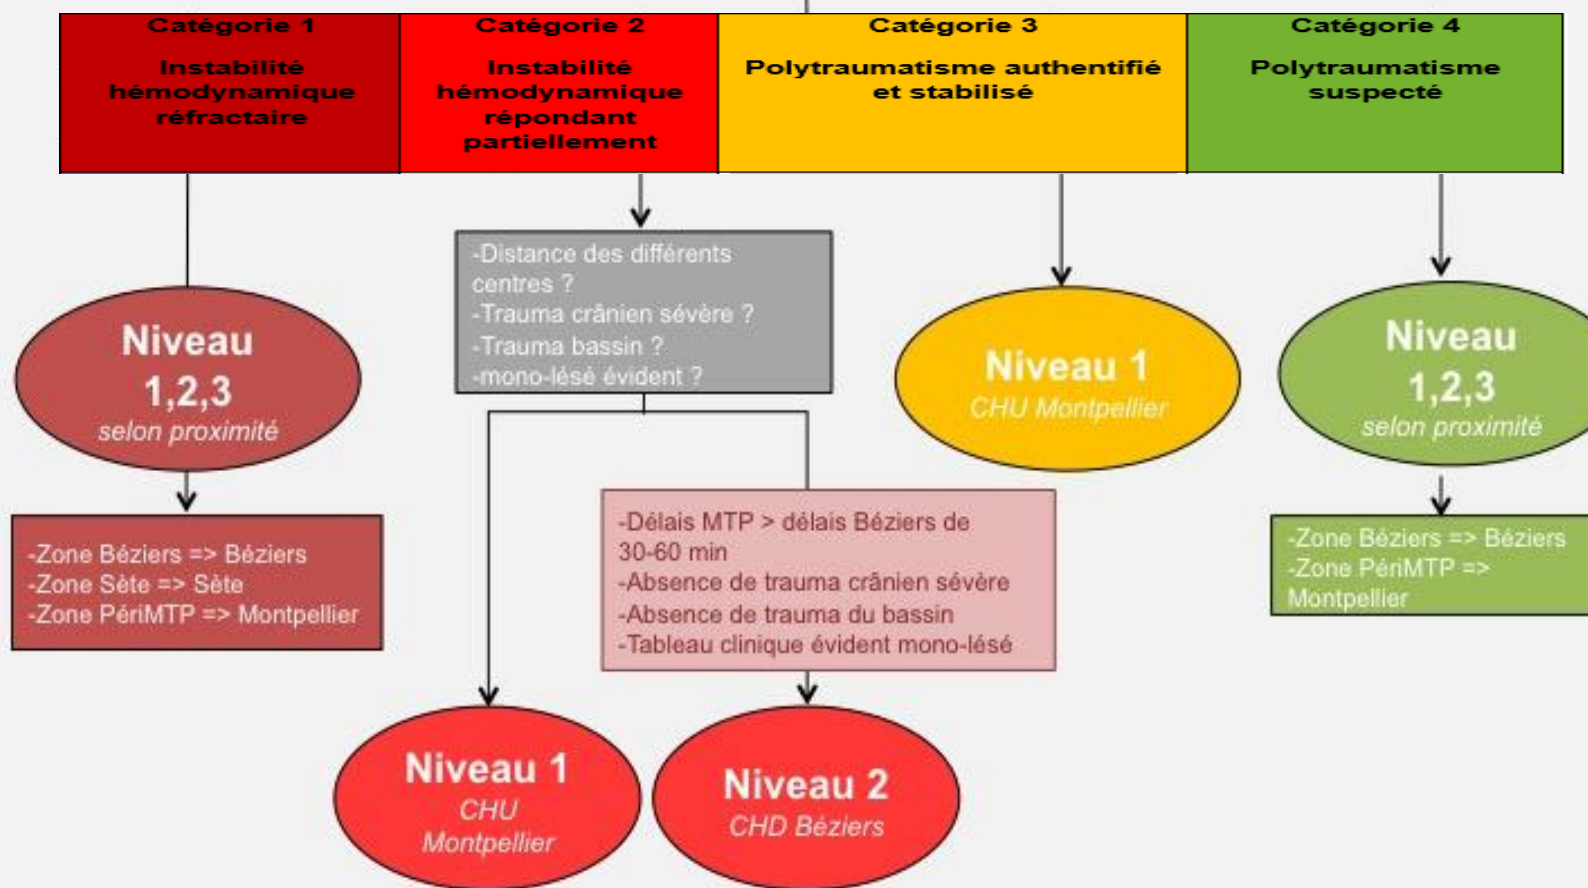 Catégorie 1
Instabilité
hémodynamique
réfractaire
Catégorie 2
Instabilité
hémodynamique
répondant
partiellement
Catégorie 3
Polytraumatisme authentifié
et stabilisé
Catégorie 4
Polytraumatisme
suspecté
-Distance des différents
centres ?
-Trauma crânien sévère ?
-Trauma bassin ?
-mono-lésé évident ?
Niveau
1,2,3
selon proximité
Niveau 1
CHU Montpellier
Niveau
1,2,3
selon proximité
-Zone Béziers => Béziers
-Zone Sète => Sète
-Zone PériMTP => Montpellier
-Délais MTP > délais Béziers de
30-60 min
-Absence de trauma crânien sévère
-Absence de trauma du bassin
-Tableau clinique évident mono-lésé
-Zone Béziers => Béziers
-Zone PériMTP =>
Montpellier
Niveau 1
CHU
Montpellier
Niveau 2
CHD Béziers